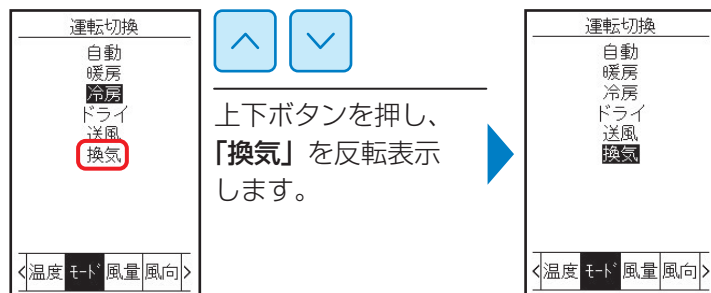 運転切換
自動
暖房
冷房
ドライ
送風
換気
<温度 ﾓｰﾄﾞ 風量 風向>
上下ボタンを押し、
「換気」を反転表示
します。
運転切換
自動
暖房
冷房
ドライ
送風
換気
<温度 ﾓｰﾄﾞ 風量 風向>